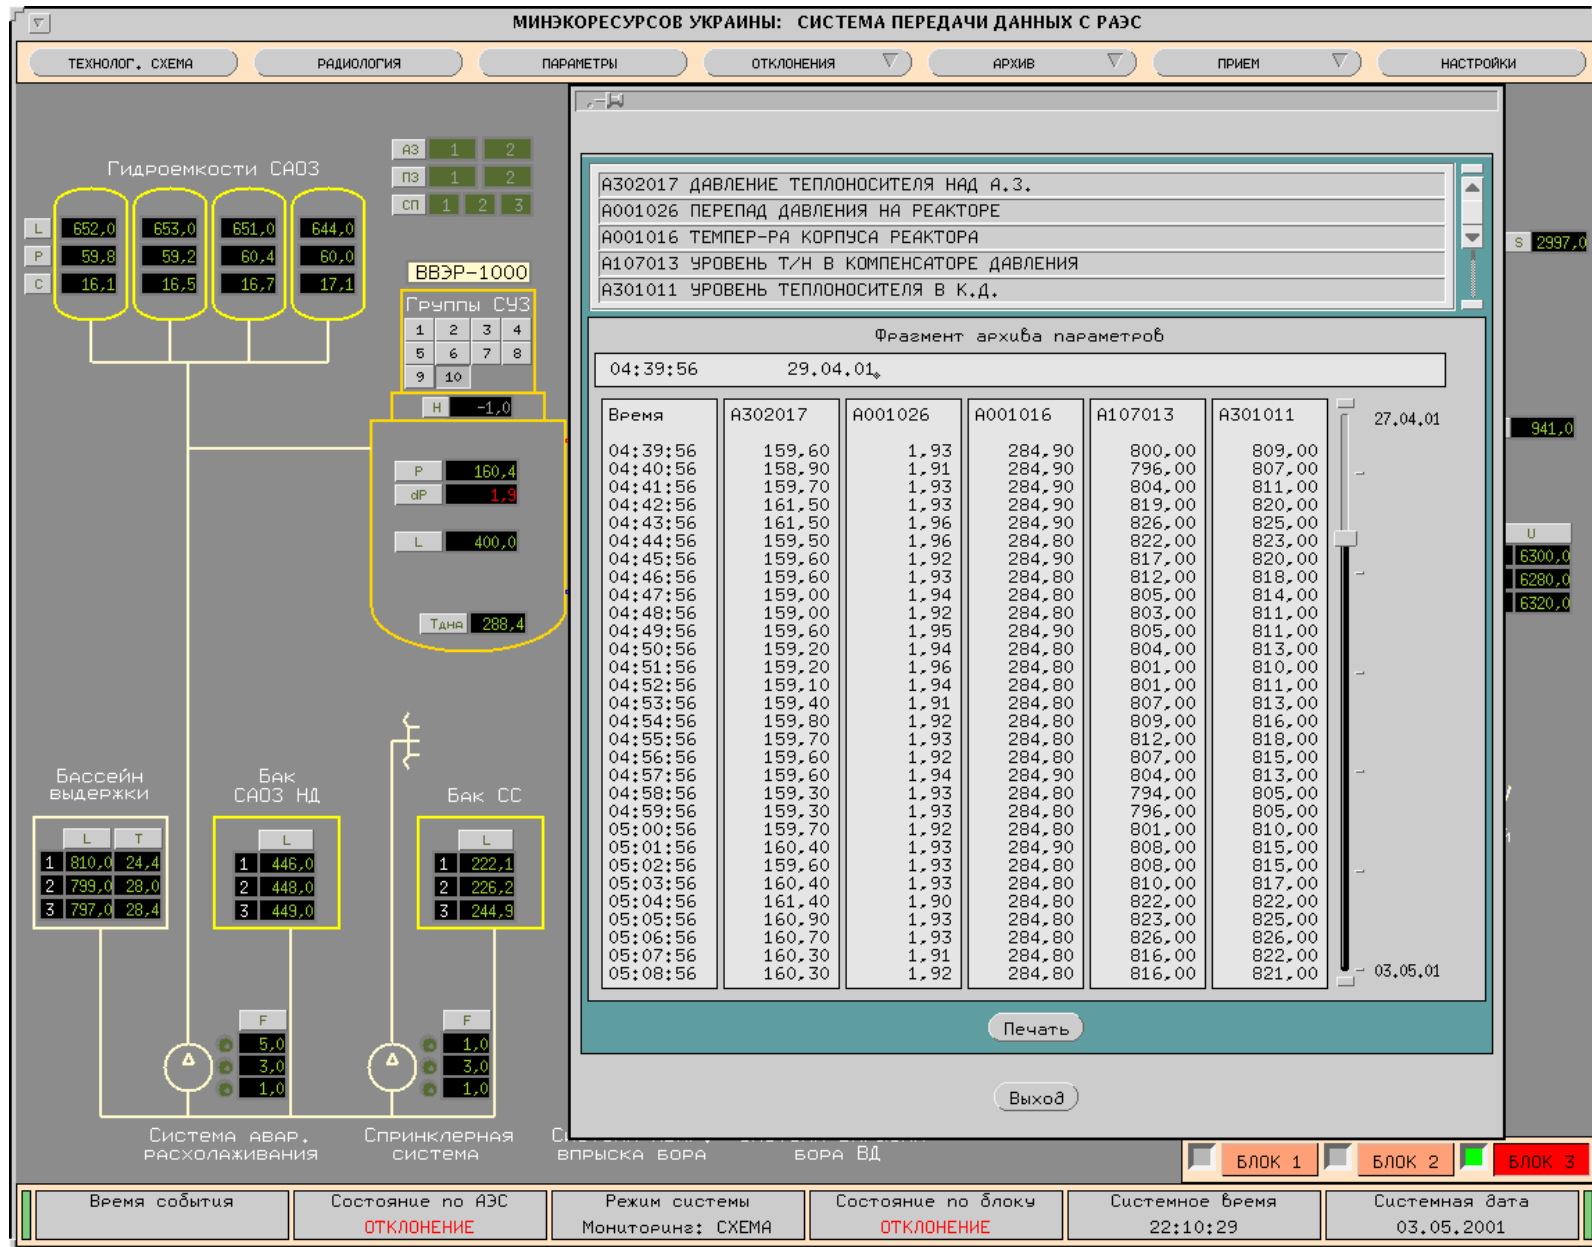 МИНЭКОРЕСУРСОВ УКРАИНЫ: СИСТЕМА ПЕРЕДАЧИ ДАННЫХ С РАЭС
ТЕХНОЛОГ. СХЕМА РАДИОЛОГИЯ ПАРАМЕТРЫ ОТКЛОНЕНИЯ АРХИВ ПРИЕМ НАСТРОЙКИ
Гидроемкости САОЗ
L 652,0 653,0 651,0 644,0
P 59,8 59,2 60,4 60,0
C 16,1 16,5 16,7 17,1
АЗ 1 2
ПЗ 1 2
СП 1 2 3
ВВЭР-1000
Группы СУЗ
1 2 3 4
5 6 7 8
9 10
H -1,0
P 160,4
dP 1,9
L 400,0
Tдна 288,4
Бассейн
выдержки
L T
1 810,0 24,4
2 799,0 28,0
3 797,0 28,4
Бак
САОЗ НД
L
1 446,0
2 448,0
3 449,0
Бак СС
L
1 222,1
2 226,2
3 244,9
F
5,0
3,0
1,0
F
1,0
3,0
1,0
Система авар.
расхолаживания
Спринклерная
система
впрыска бора
бора ВД
A302017 ДАВЛЕНИЕ ТЕПЛОНОСИТЕЛЯ НАД А.З.
A001026 ПЕРЕПАД ДАВЛЕНИЯ НА РЕАКТОРЕ
A001016 ТЕМПЕР-РА КОРПУСА РЕАКТОРА
A107013 УРОВЕНЬ Т/Н В КОМПЕНСАТОРЕ ДАВЛЕНИЯ
A301011 УРОВЕНЬ ТЕПЛОНОСИТЕЛЯ В К.Д.
Фрагмент архива параметров
04:39:56 29.04.01
Время A302017 A001026 A001016 A107013 A301011
04:39:56 159,60 1,93 284,90 800,00 809,00
04:40:56 158,90 1,91 284,90 796,00 807,00
04:41:56 159,70 1,93 284,90 804,00 811,00
04:42:56 161,50 1,93 284,90 819,00 820,00
04:43:56 161,50 1,96 284,90 826,00 825,00
04:44:56 159,50 1,96 284,80 822,00 823,00
04:45:56 159,60 1,92 284,90 817,00 820,00
04:46:56 159,60 1,93 284,80 812,00 818,00
04:47:56 159,00 1,94 284,80 805,00 814,00
04:48:56 159,00 1,92 284,80 803,00 811,00
04:49:56 159,60 1,95 284,90 805,00 811,00
04:50:56 159,20 1,94 284,80 804,00 813,00
04:51:56 159,20 1,96 284,80 801,00 810,00
04:52:56 159,10 1,94 284,80 801,00 811,00
04:53:56 159,40 1,91 284,80 807,00 813,00
04:54:56 159,80 1,92 284,80 809,00 816,00
04:55:56 159,70 1,93 284,80 812,00 818,00
04:56:56 159,60 1,92 284,80 807,00 815,00
04:57:56 159,60 1,94 284,90 804,00 813,00
04:58:56 159,30 1,93 284,80 794,00 805,00
04:59:56 159,30 1,93 284,80 796,00 805,00
05:00:56 159,70 1,92 284,80 801,00 810,00
05:01:56 160,40 1,93 284,90 808,00 815,00
05:02:56 159,60 1,93 284,80 808,00 815,00
05:03:56 160,40 1,93 284,80 810,00 817,00
05:04:56 161,40 1,90 284,80 822,00 822,00
05:05:56 160,90 1,93 284,80 823,00 825,00
05:06:56 160,70 1,93 284,80 826,00 826,00
05:07:56 160,30 1,91 284,80 816,00 822,00
05:08:56 160,30 1,92 284,80 816,00 821,00
27.04.01
03.05.01
Печать
Выход
S 2997,0
941,0
U
6300,0
6280,0
6320,0
БЛОК 1 БЛОК 2 БЛОК 3
Время события Состояние по АЭС Режим системы Состояние по блоку Системное время Системная дата
ОТКЛОНЕНИЕ Мониторинг: СХЕМА ОТКЛОНЕНИЕ 22:10:29 03.05.2001